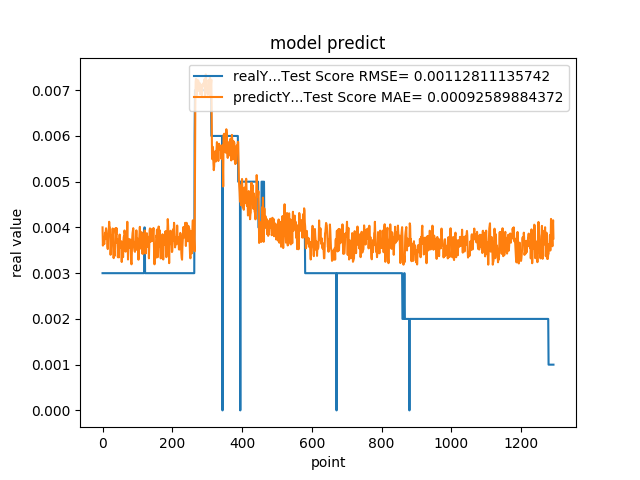 model predict
realY...Test Score RMSE= 0.00112811135742
predictY...Test Score MAE= 0.00092589884372
real value
0.007
0.006
0.005
0.004
0.003
0.002
0.001
0.000
0 200 400 600 800 1000 1200
point